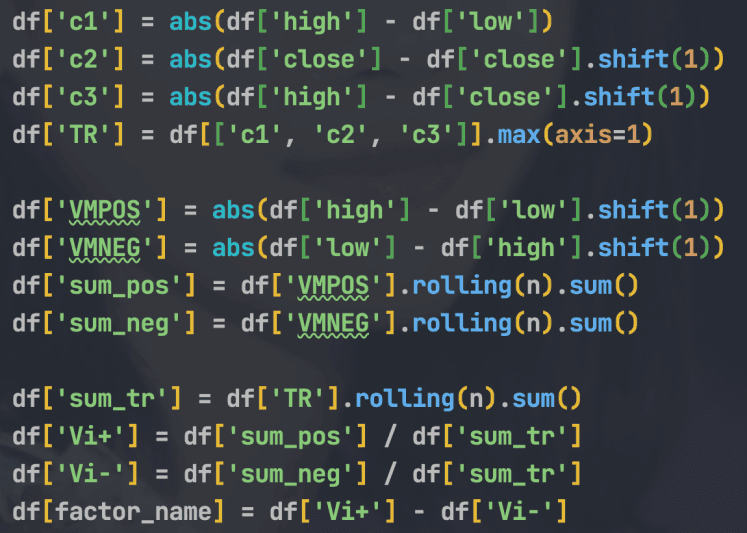 df['c1'] = abs(df['high'] - df['low'])
df['c2'] = abs(df['close'] - df['close'].shift(1))
df['c3'] = abs(df['high'] - df['close'].shift(1))
df['TR'] = df[['c1', 'c2', 'c3']].max(axis=1)
df['VMPOS'] = abs(df['high'] - df['low'].shift(1))
df['VMNEG'] = abs(df['low'] - df['high'].shift(1))
df['sum_pos'] = df['VMPOS'].rolling(n).sum()
df['sum_neg'] = df['VMNEG'].rolling(n).sum()
df['sum_tr'] = df['TR'].rolling(n).sum()
df['Vi+'] = df['sum_pos'] / df['sum_tr']
df['Vi-'] = df['sum_neg'] / df['sum_tr']
df[factor_name] = df['Vi+'] - df['Vi-']